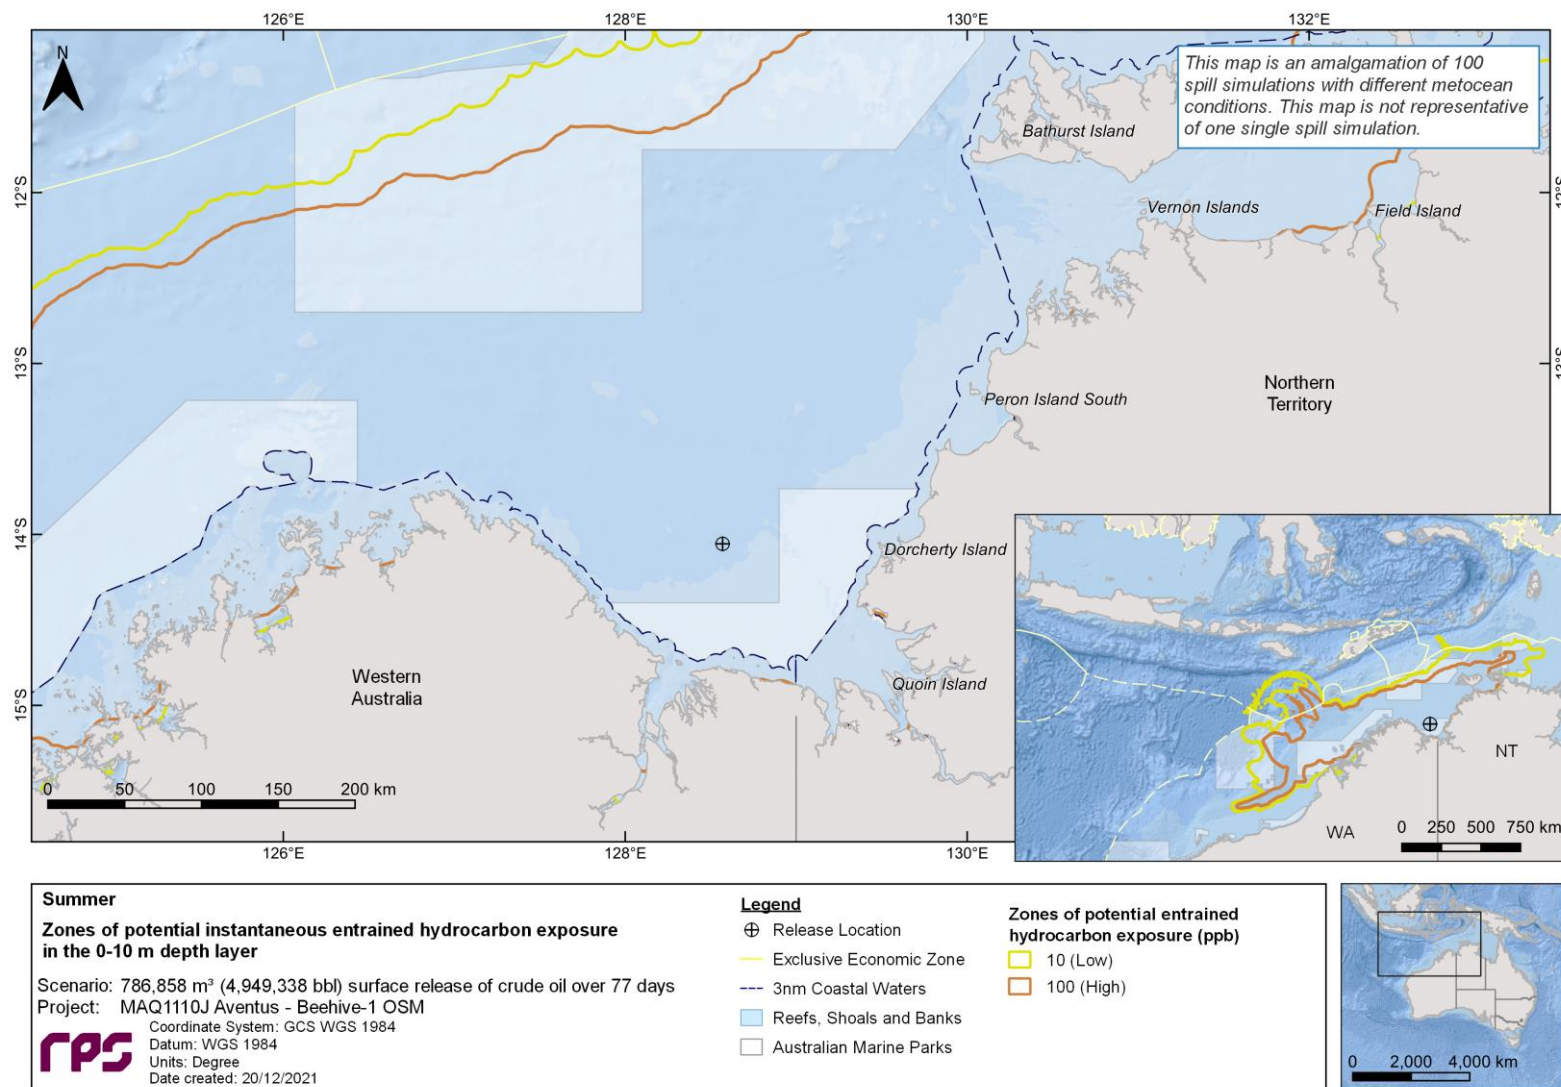 126°E
128°E
130°E
132°E
N
This map is an amalgamation of 100
spill simulations with different metocean
conditions. This map is not representative
of one single spill simulation.
Bathurst Island
12°S
Vernon Islands
Field Island
13°S
13°S
Northern
Territory
Peron Island South
14°S
Dorcherty Island
Western
Australia
Quoin Island
15°S
0 50 100 150 200 km
NT
WA
0 250 500 750 km
126°E
128°E
130°E
Summer
Zones of potential instantaneous entrained hydrocarbon exposure
in the 0-10 m depth layer
Scenario: 786,858 m³ (4,949,338 bbl) surface release of crude oil over 77 days
Project: MAQ1110J Aventus - Beehive-1 OSM
rps
Coordinate System: GCS WGS 1984
Datum: WGS 1984
Units: Degree
Date created: 20/12/2021
Legend
Release Location
Exclusive Economic Zone
3nm Coastal Waters
Reefs, Shoals and Banks
Australian Marine Parks
Zones of potential entrained
hydrocarbon exposure (ppb)
10 (Low)
100 (High)
0 2,000 4,000 km